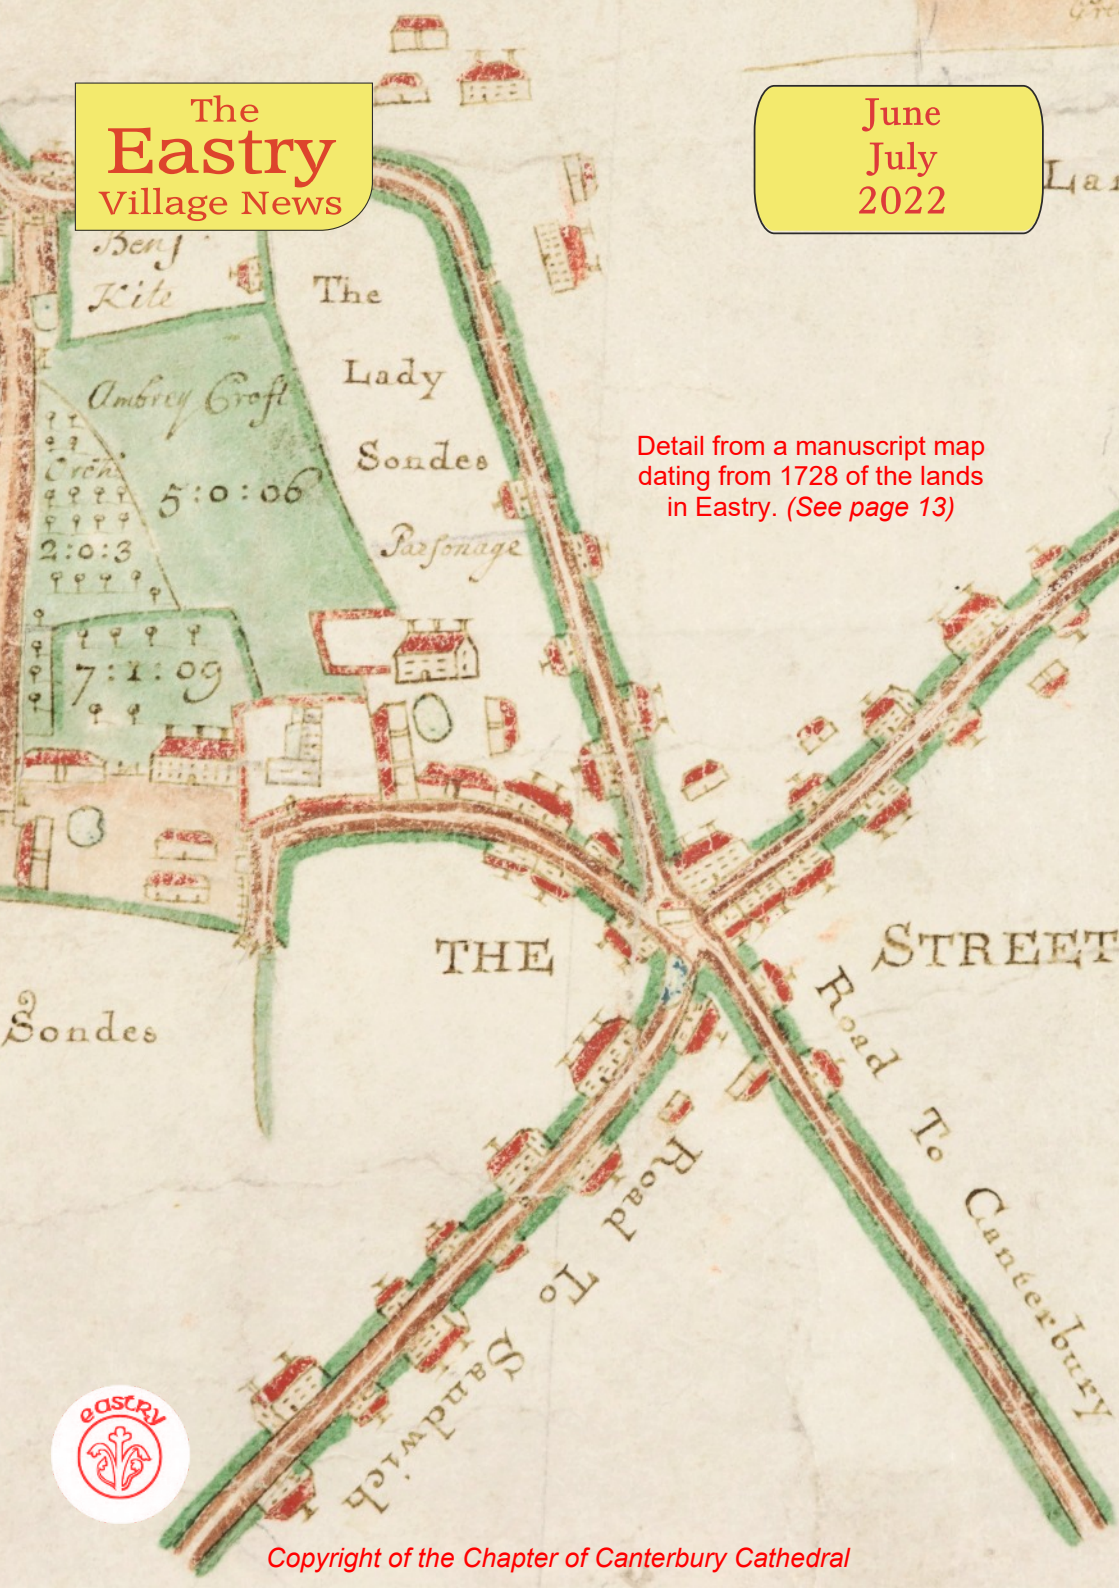 The
Eastry
Village News
June
July
2022
Lan
Benj
Kite
The
Lady
Sondes
Parsonage
Ambrey Croft
5:0:06
Orch
2:0:3
7:1:09
Detail from a manuscript map
dating from 1728 of the lands
in Eastry. (See page 13)
THE STREET
Sondes
Road To Canterbury
Road To Sandwich
eastry
Copyright of the Chapter of Canterbury Cathedral